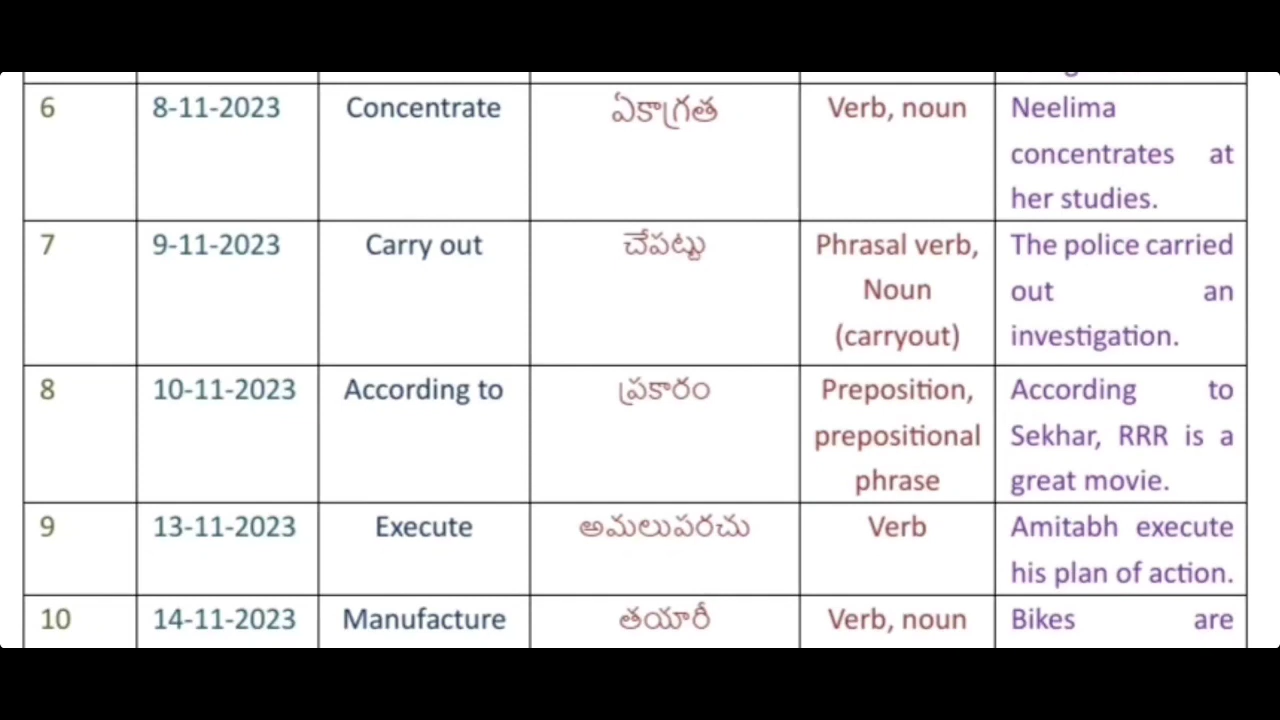 6 8-11-2023 Concentrate ఏకాగ్రత Verb, noun Neelima
concentrates at
her studies.
7 9-11-2023 Carry out చేపట్టు Phrasal verb, The police carried
Noun out an
(carryout) investigation.
8 10-11-2023 According to ప్రకారం Preposition, According to
prepositional Sekhar, RRR is a
phrase great movie.
9 13-11-2023 Execute అమలుపరచు Verb Amitabh execute
his plan of action.
10 14-11-2023 Manufacture తయారీ Verb, noun Bikes are